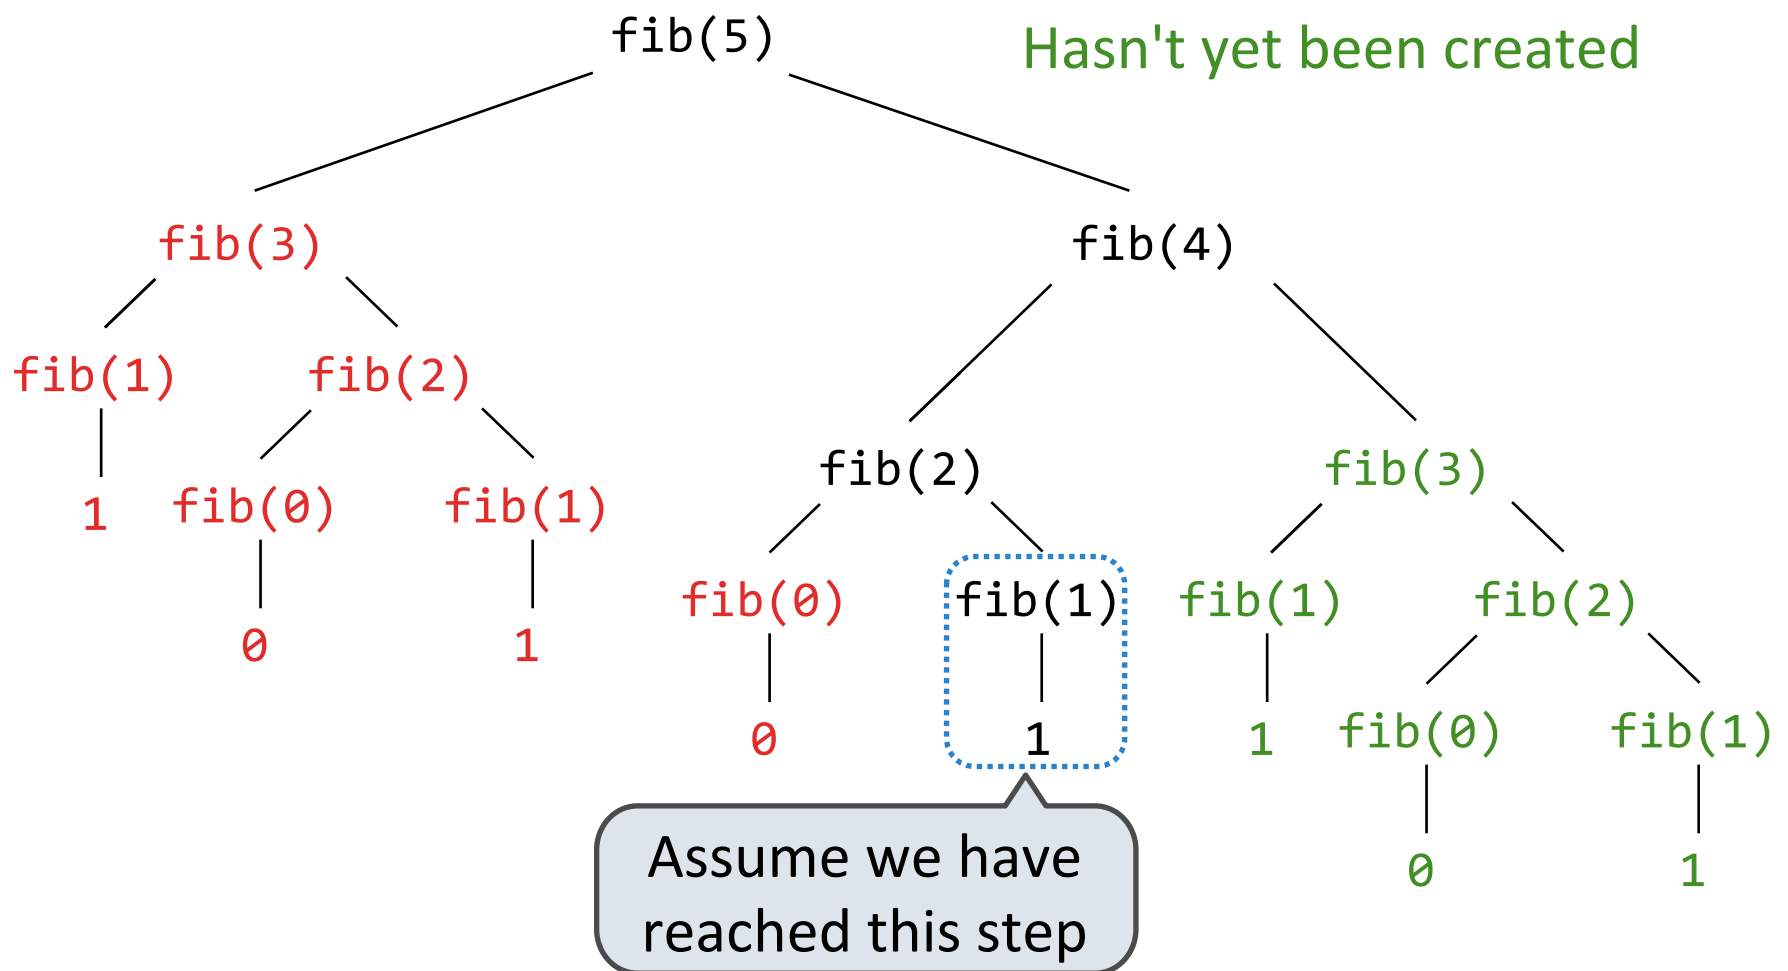 fib(5)
Hasn't yet been created
fib(3)
fib(4)
fib(1)
fib(2)
fib(2)
fib(3)
1
fib(0)
fib(1)
fib(0)
fib(1)
fib(1)
fib(2)
0
1
0
1
1
fib(0)
fib(1)
0
1
Assume we have
reached this step